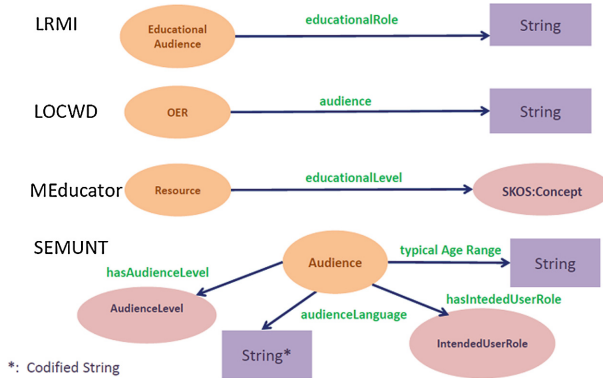 LRMI
Educational
Audience
educationalRole
String
LOCWD
OER
audience
String
MEducator
Resource
educationalLevel
SKOS:Concept
SEMUNT
Audience
typical Age Range
String
hasAudienceLevel
AudienceLevel
audienceLanguage
String*
hasIntededUserRole
IntendedUserRole
*: Codified String